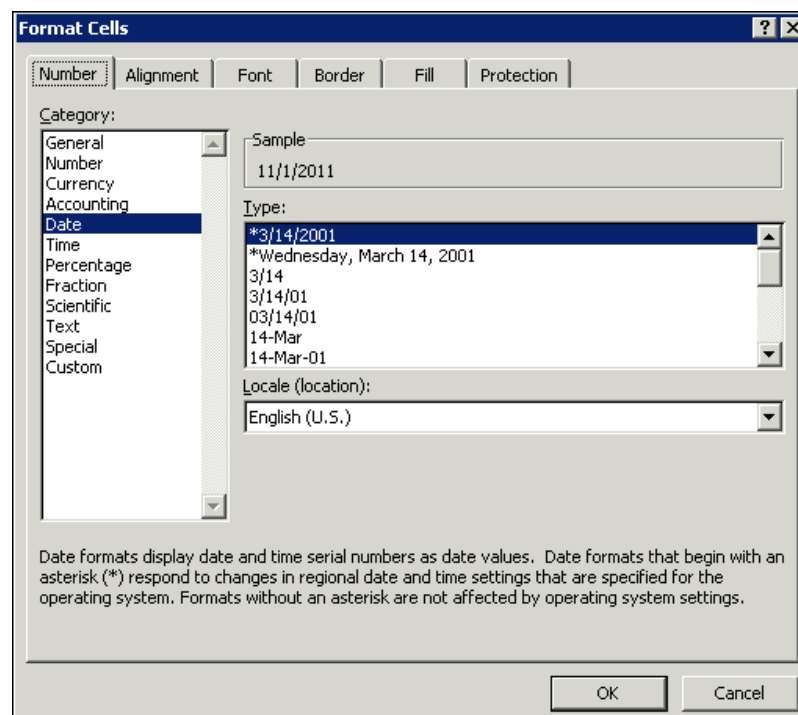 Format Cells
Number Alignment Font Border Fill Protection
Category:
General
Number
Currency
Accounting
Date
Time
Percentage
Fraction
Scientific
Text
Special
Custom
Sample
11/1/2011
Type:
*3/14/2001
*Wednesday, March 14, 2001
3/14
3/14/01
03/14/01
14-Mar
14-Mar-01
Locale (location):
English (U.S.)
Date formats display date and time serial numbers as date values.  Date formats that begin with an
asterisk (*) respond to changes in regional date and time settings that are specified for the
operating system. Formats without an asterisk are not affected by operating system settings.
OK Cancel